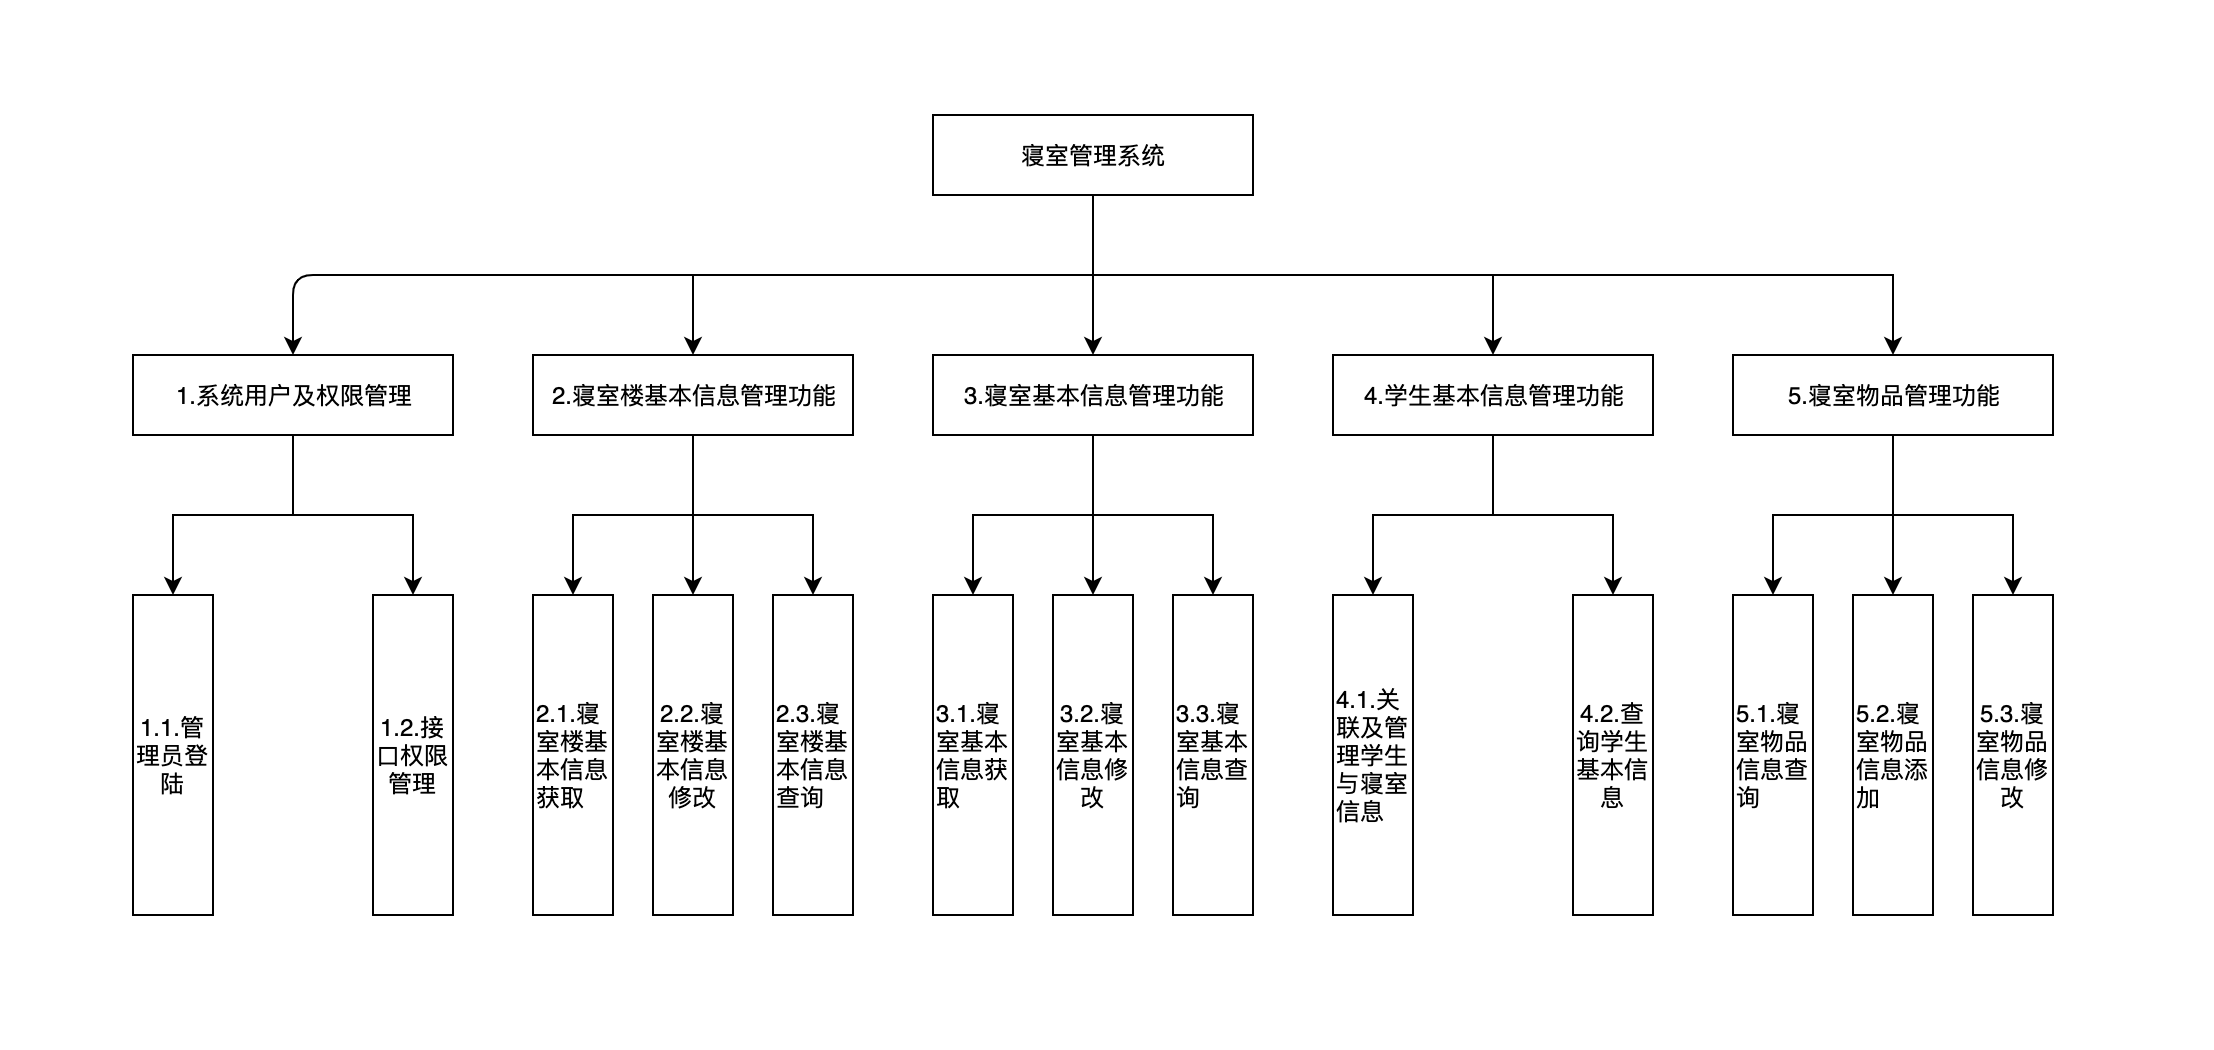 寝室管理系统
1.系统用户及权限管理
2.寝室楼基本信息管理功能
3.寝室基本信息管理功能
4.学生基本信息管理功能
5.寝室物品管理功能
1.1.管
理员登
陆
1.2.接
口权限
管理
2.1.寝
室楼基
本信息
获取
2.2.寝
室楼基
本信息
修改
2.3.寝
室楼基
本信息
查询
3.1.寝
室基本
信息获
取
3.2.寝
室基本
信息修
改
3.3.寝
室基本
信息查
询
4.1.关
联及管
理学生
与寝室
信息
4.2.查
询学生
基本信
息
5.1.寝
室物品
信息查
询
5.2.寝
室物品
信息添
加
5.3.寝
室物品
信息修
改